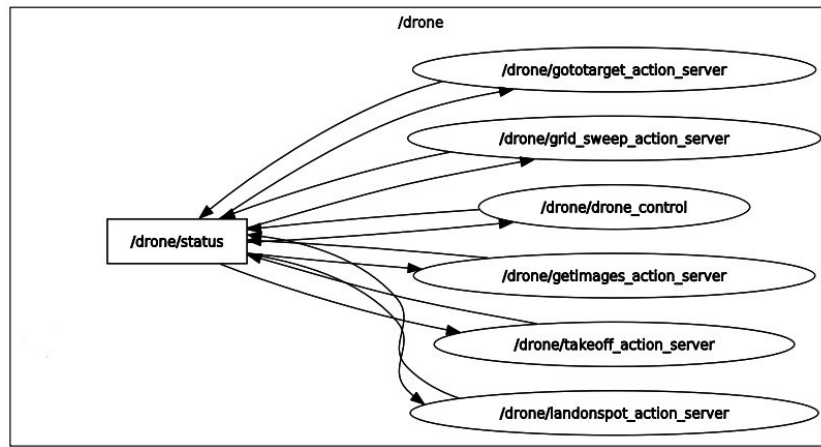 /drone
/drone/gototarget_action_server
/drone/grid_sweep_action_server
/drone/drone_control
/drone/status
/drone/getimages_action_server
/drone/takeoff_action_server
/drone/landonspot_action_server